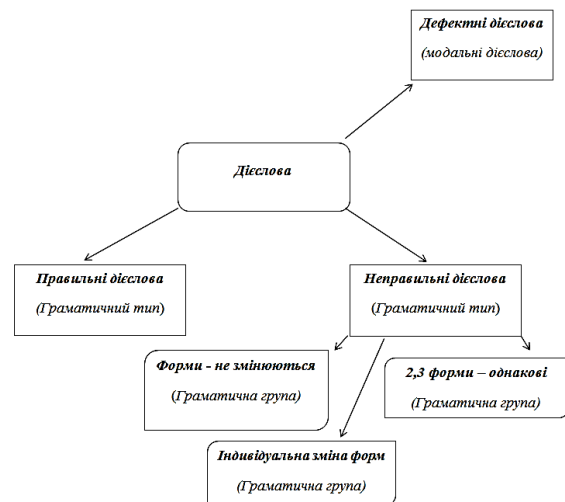 Дефектні дієслова
(модальні дієслова)
Дієслова
Правильні дієслова
(Граматичний тип)
Неправильні дієслова
(Граматичний тип)
Форми - не змінюються
(Граматична група)
2,3 форми – однакові
(Граматична група)
Індивідуальна зміна форм
(Граматична група)